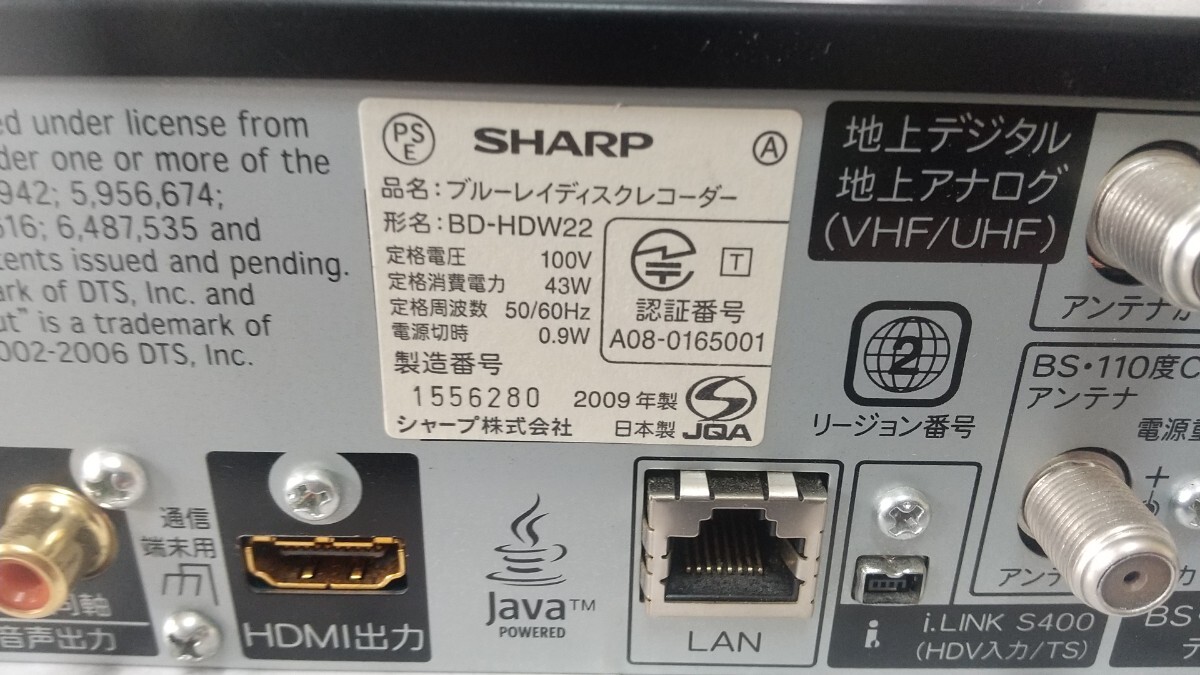 ed under license from
der one or more of the
942; 5,956,674;
616; 6,487,535 and
tents issued and pending.
ark of DTS, Inc. and
ut" is a trademark of
002-2006 DTS, Inc.
PS
E
SHARP
A
品名：ブルーレイディスクレコーダー
形名：BD-HDW22
定格電圧 100V
定格消費電力 43W
定格周波数 50/60Hz
電源切時 0.9W
T
認証番号
A08-0165001
製造番号
1556280 2009年製
シャープ株式会社 日本製 JQA
地上デジタル
地上アナログ
(VHF/UHF)
アンテナ
2
リージョン番号
BS・110度C
アンテナ
電源
通信
端末用
同軸
音声出力
HDMI出力
Java™
POWERED
LAN
i
i.LINK S400
(HDV入力/TS)
アンテ
BS